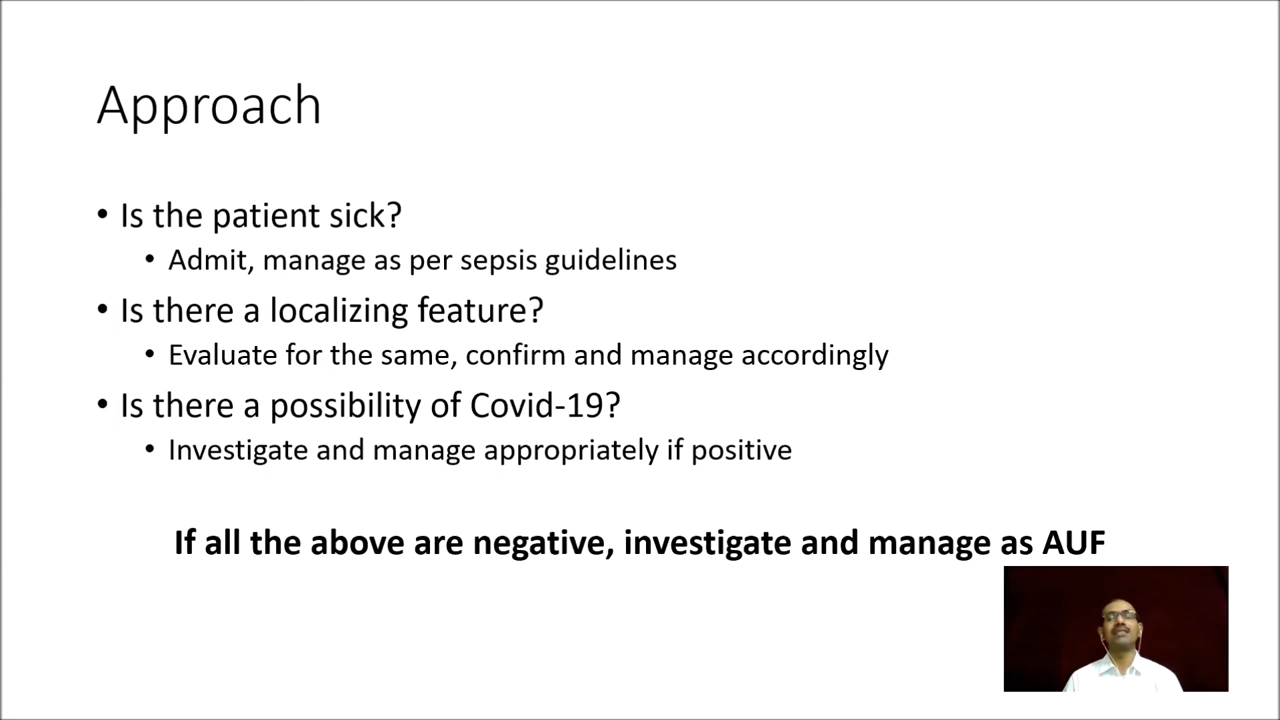 Approach
• Is the patient sick?
• Admit, manage as per sepsis guidelines
• Is there a localizing feature?
• Evaluate for the same, confirm and manage accordingly
• Is there a possibility of Covid-19?
• Investigate and manage appropriately if positive
If all the above are negative, investigate and manage as AUF